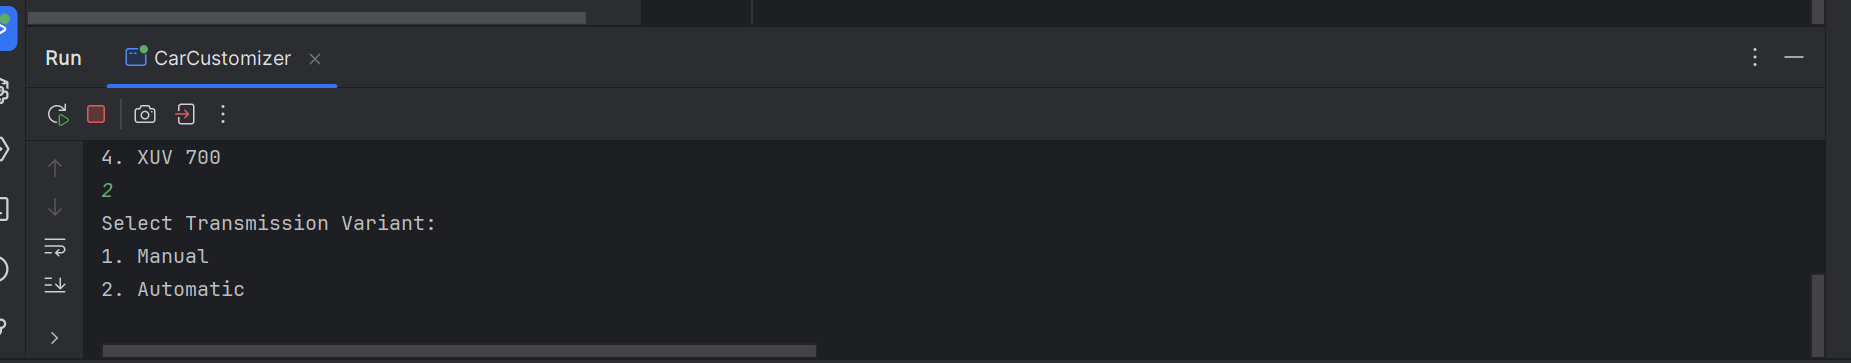 Run CarCustomizer
4. XUV 700
2
Select Transmission Variant:
1. Manual
2. Automatic